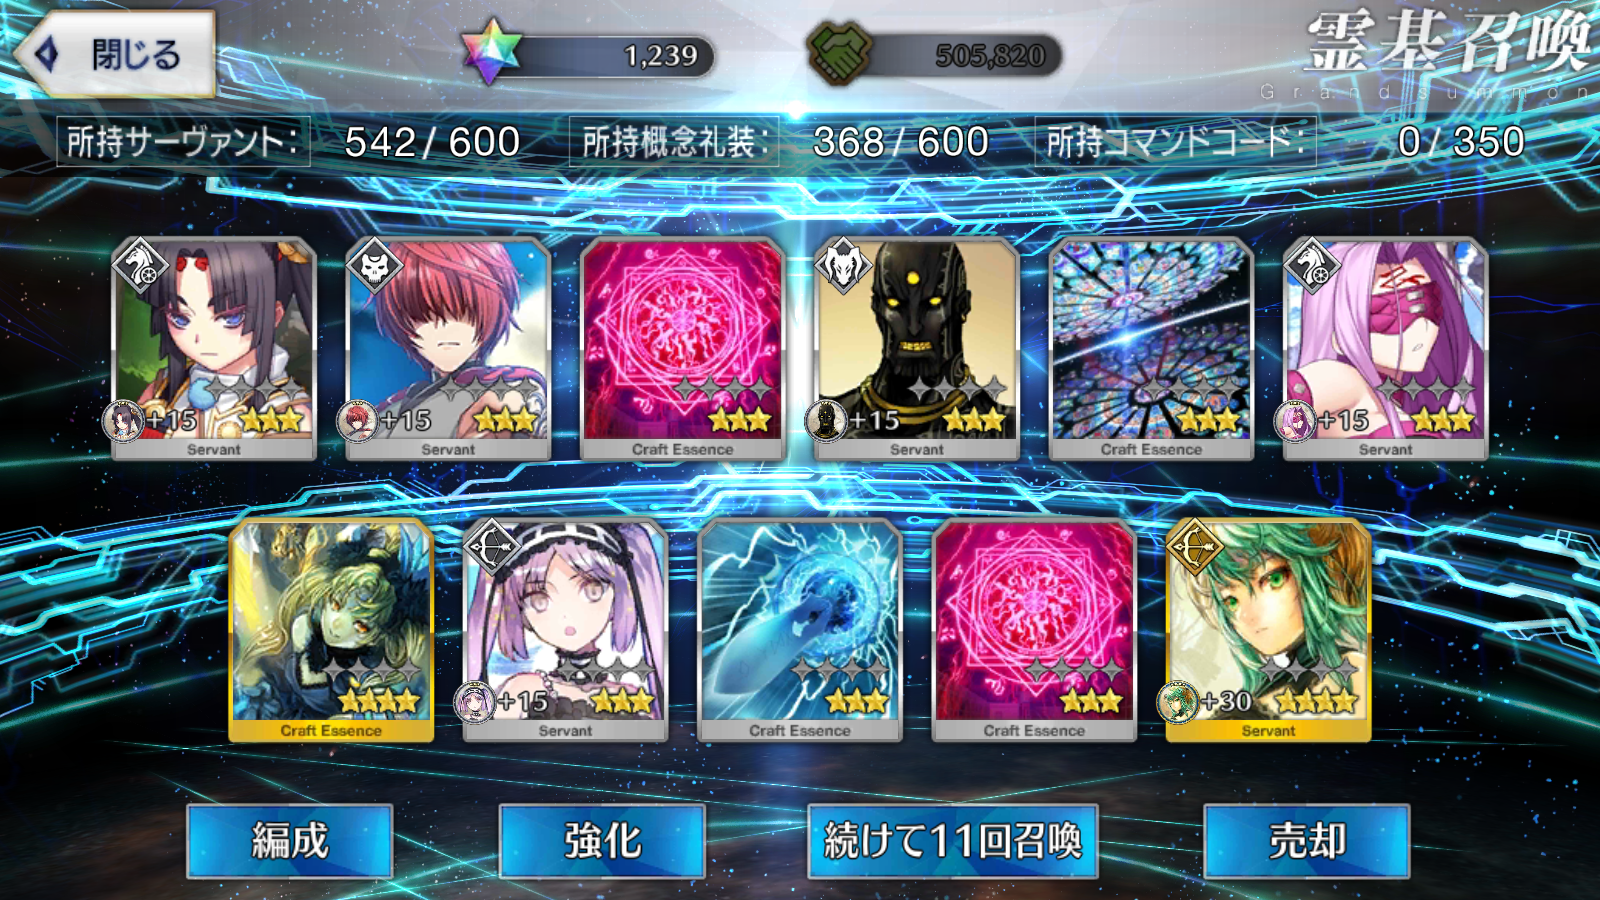 閉じる
1,239
505,820
霊基召喚
Grand summon
所持サーヴァント: 542/600
所持概念礼装: 368/600
所持コマンドコード: 0/350
+15
+15
+15
+15
Servant
Servant
Craft Essence
Servant
Craft Essence
Servant
+15
+30
Craft Essence
Servant
Craft Essence
Craft Essence
Servant
編成
強化
続けて11回召喚
売却